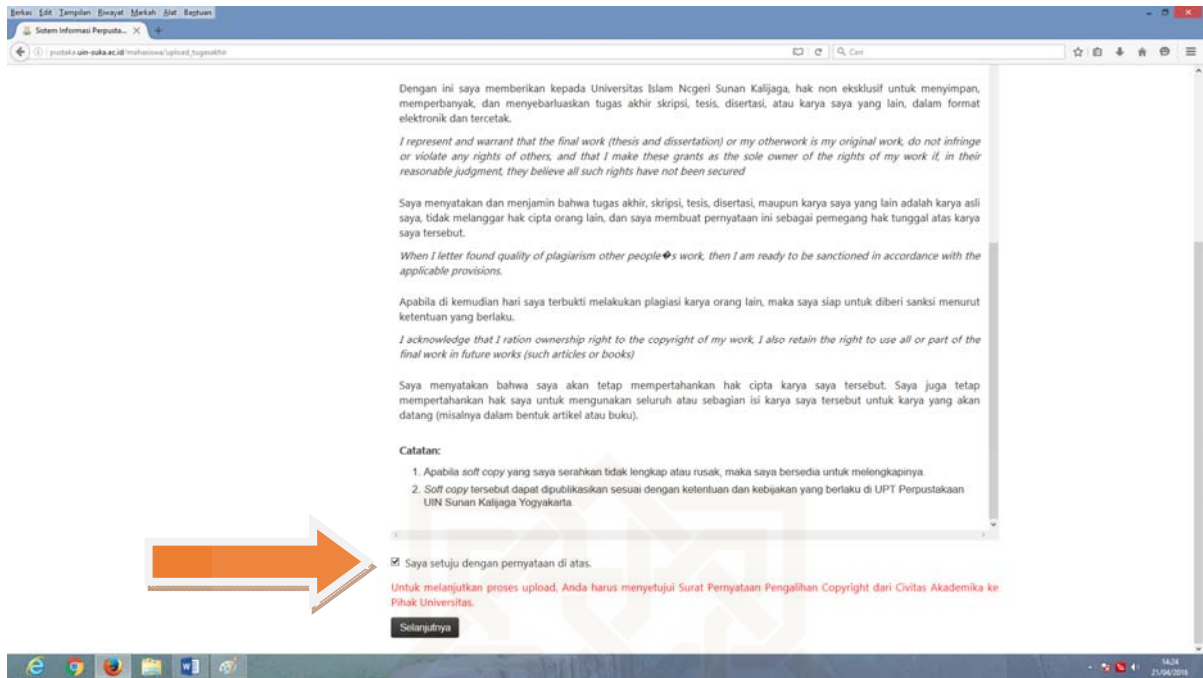 Berkas Edit Tampilan Riwayat Markah Alat Bantuan
Sistem Informasi Perpusta...
pustaka.uin-suka.ac.id/mahasiswa/upload_tugasakhir
Cari
Dengan ini saya memberikan kepada Universitas Islam Negeri Sunan Kalijaga, hak non eksklusif untuk menyimpan,
memperbanyak, dan menyebarluaskan tugas akhir skripsi, tesis, disertasi, atau karya saya yang lain, dalam format
elektronik dan tercetak.
I represent and warrant that the final work (thesis and dissertation) or my otherwork is my original work, do not infringe
or violate any rights of others, and that I make these grants as the sole owner of the rights of my work if, in their
reasonable judgment, they believe all such rights have not been secured
Saya menyatakan dan menjamin bahwa tugas akhir, skripsi, tesis, disertasi, maupun karya saya yang lain adalah karya asli
saya, tidak melanggar hak cipta orang lain, dan saya membuat pernyataan ini sebagai pemegang hak tunggal atas karya
saya tersebut.
When I letter found quality of plagiarism other people�s work, then I am ready to be sanctioned in accordance with the
applicable provisions.
Apabila di kemudian hari saya terbukti melakukan plagiasi karya orang lain, maka saya siap untuk diberi sanksi menurut
ketentuan yang berlaku.
I acknowledge that I ration ownership right to the copyright of my work, I also retain the right to use all or part of the
final work in future works (such articles or books)
Saya menyatakan bahwa saya akan tetap mempertahankan hak cipta karya saya tersebut. Saya juga tetap
mempertahankan hak saya untuk mengunakan seluruh atau sebagian isi karya saya tersebut untuk karya yang akan
datang (misalnya dalam bentuk artikel atau buku).
Catatan:
1. Apabila soft copy yang saya serahkan tidak lengkap atau rusak, maka saya bersedia untuk melengkapinya.
2. Soft copy tersebut dapat dipublikasikan sesuai dengan ketentuan dan kebijakan yang berlaku di UPT Perpustakaan
UIN Sunan Kalijaga Yogyakarta.
Saya setuju dengan pernyataan di atas.
Untuk melanjutkan proses upload, Anda harus menyetujui Surat Pernyataan Pengalihan Copyright dari Civitas Akademika ke
Pihak Universitas.
Selanjutnya
14:24
21/04/2016